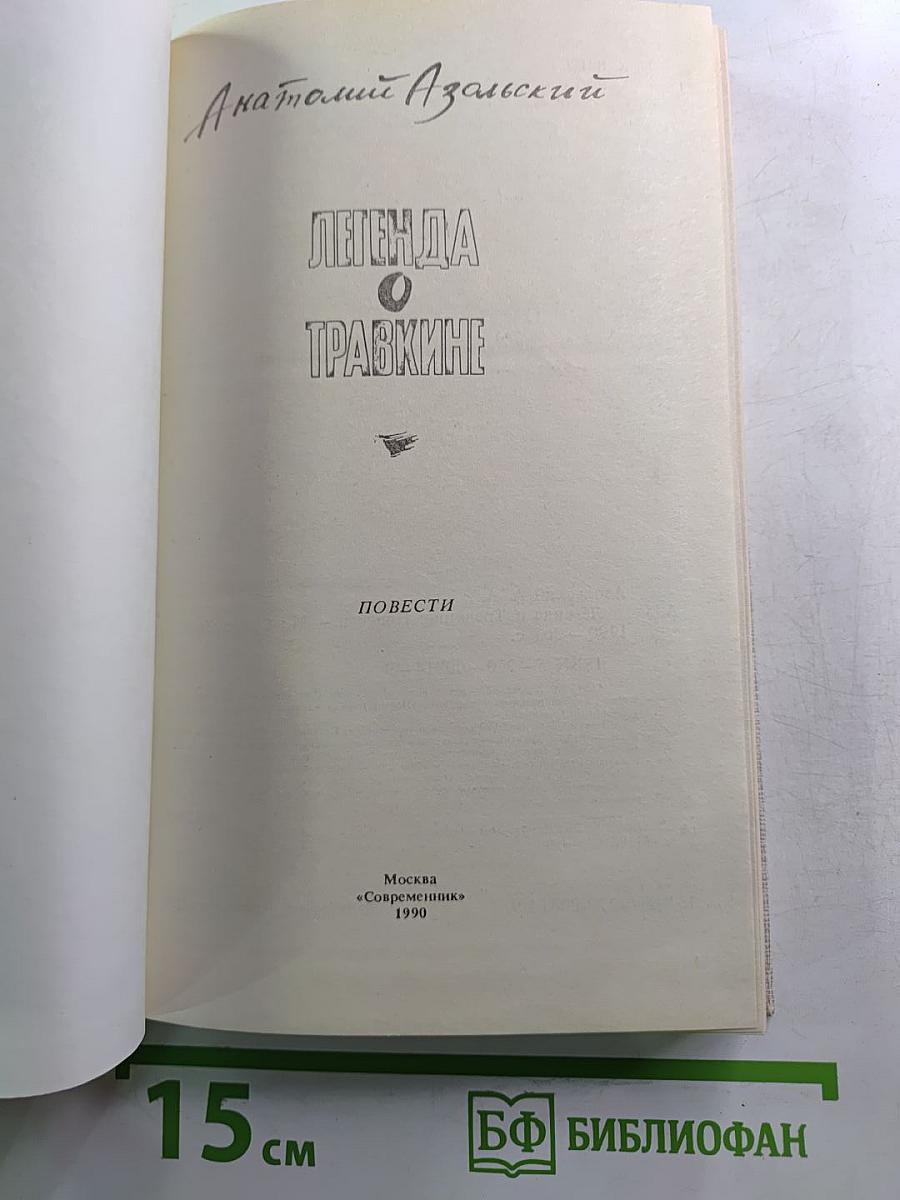 Анатолий Азольский
ЛЕГЕНДА
О
ТРАВКИНЕ
ПОВЕСТИ
Москва
«Современник»
1990
15 см
БФ БИБЛИОФАН